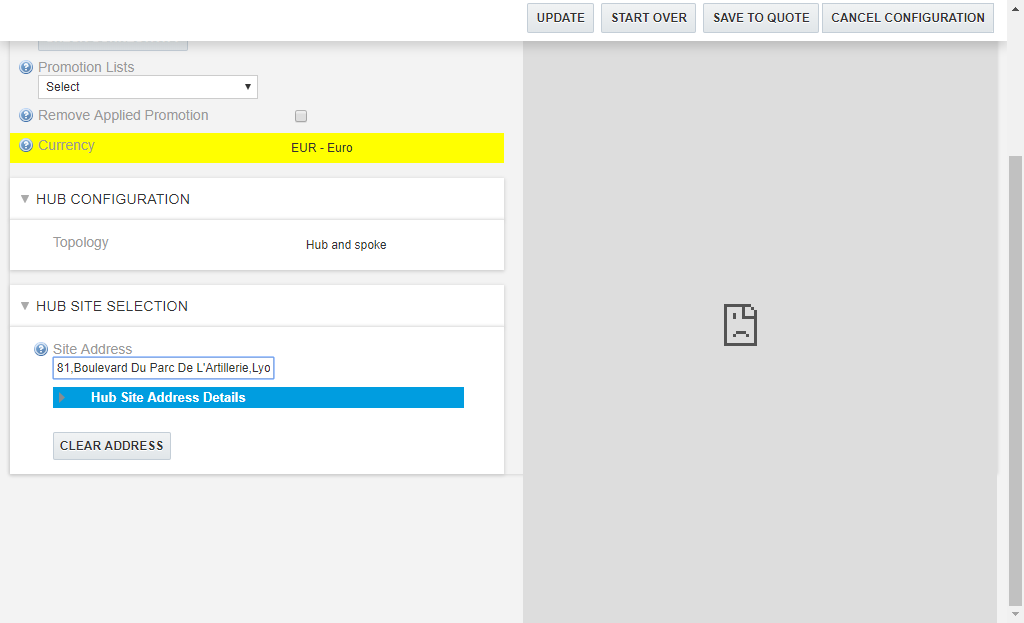 UPDATE START OVER SAVE TO QUOTE CANCEL CONFIGURATION
Promotion Lists
Select
Remove Applied Promotion
Currency EUR - Euro
HUB CONFIGURATION
Topology Hub and spoke
HUB SITE SELECTION
Site Address
81,Boulevard Du Parc De L'Artillerie,Lyo
Hub Site Address Details
CLEAR ADDRESS